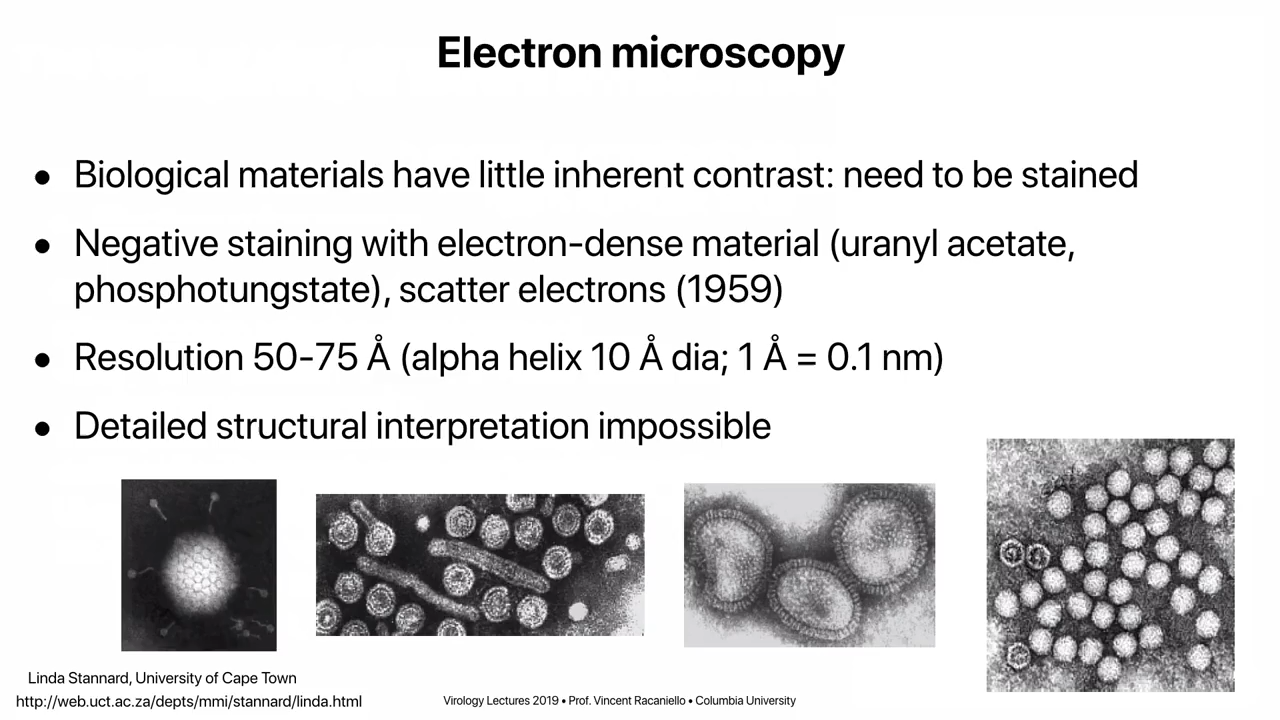 Electron microscopy
• Biological materials have little inherent contrast: need to be stained
• Negative staining with electron-dense material (uranyl acetate,
phosphotungstate), scatter electrons (1959)
• Resolution 50-75 Å (alpha helix 10 Å dia; 1 Å = 0.1 nm)
• Detailed structural interpretation impossible
Linda Stannard, University of Cape Town
http://web.uct.ac.za/depts/mmi/stannard/linda.html
Virology Lectures 2019 • Prof. Vincent Racaniello • Columbia University